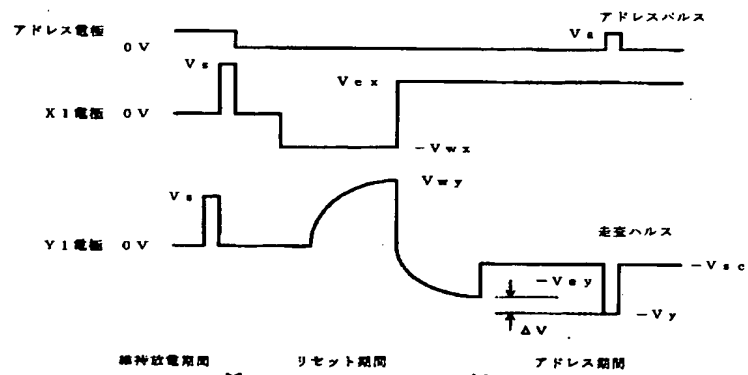 アドレスパルス
アドレス電極
0V
Va
Vs
Vex
X1電極 0V
-Vwx
Vwy
Vs
走査ハルス
Y1電極 0V
-Vsc
-Vey
-Vy
ΔV
維持放電期間 リセット期間 アドレス期間